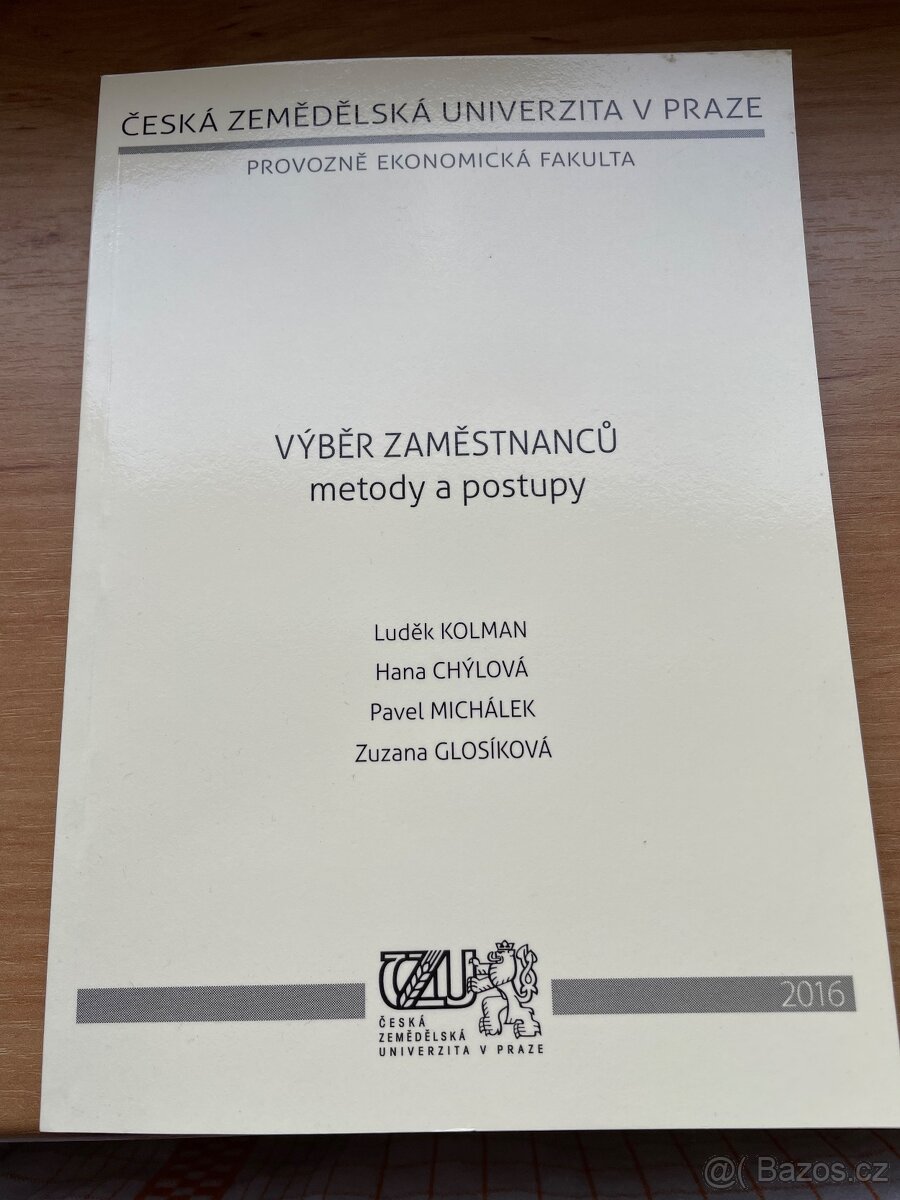 ČESKÁ ZEMĚDĚLSKÁ UNIVERZITA V PRAZE
PROVOZNĚ EKONOMICKÁ FAKULTA
VÝBĚR ZAMĚSTNANCŮ
metody a postupy
Luděk KOLMAN
Hana CHÝLOVÁ
Pavel MICHÁLEK
Zuzana GLOSÍKOVÁ
ČZU
2016
ČESKÁ
ZEMĚDĚLSKÁ
UNIVERZITA V PRAZE
@( Bazos.cz